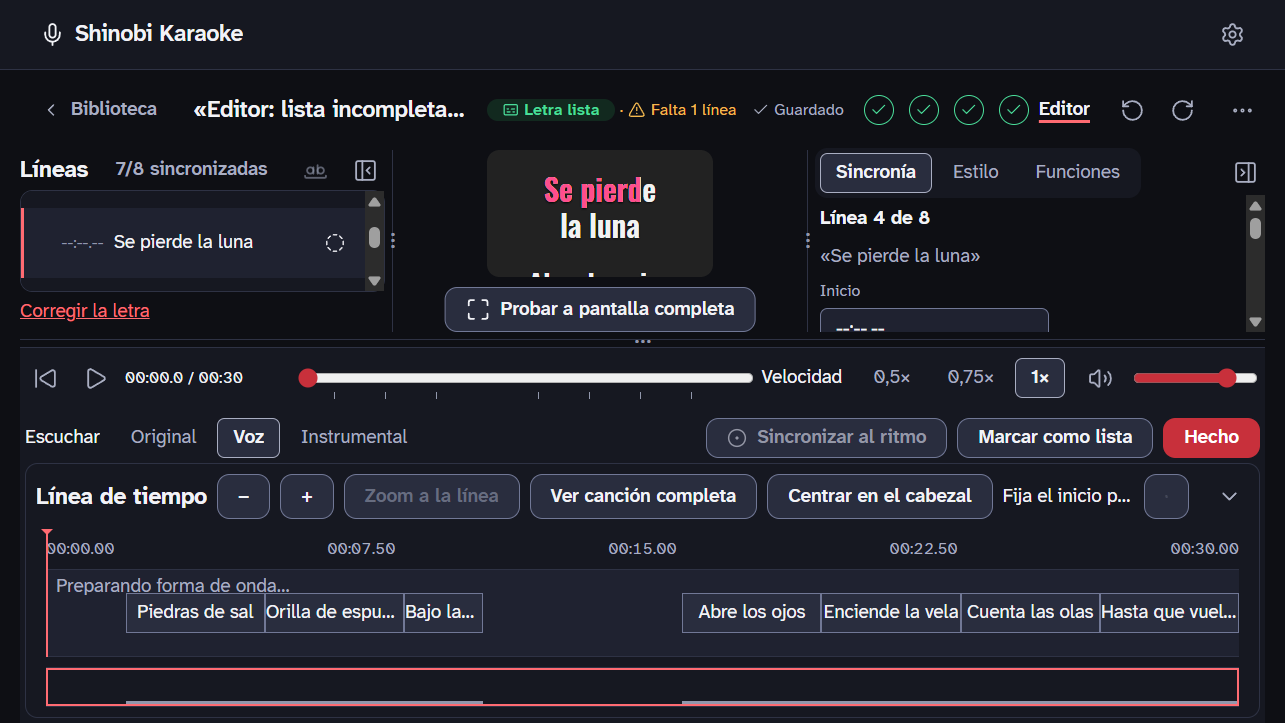 Shinobi Karaoke
Biblioteca
«Editor: lista incompleta...
Letra lista
· Falta 1 línea
Guardado
Editor
Líneas
7/8 sincronizadas
ab
--:--.-- Se pierde la luna
Corregir la letra
Se pierde
la luna
Probar a pantalla completa
Sincronía
Estilo
Funciones
Línea 4 de 8
«Se pierde la luna»
Inicio
--:--.--
00:00.0 / 00:30
Velocidad
0,5×
0,75×
1×
Escuchar
Original
Voz
Instrumental
Sincronizar al ritmo
Marcar como lista
Hecho
Línea de tiempo
−
+
Zoom a la línea
Ver canción completa
Centrar en el cabezal
Fija el inicio p...
00:00.00
00:07.50
00:15.00
00:22.50
00:30.00
Preparando forma de onda...
Piedras de sal
Orilla de espu...
Bajo la...
Abre los ojos
Enciende la vela
Cuenta las olas
Hasta que vuel...